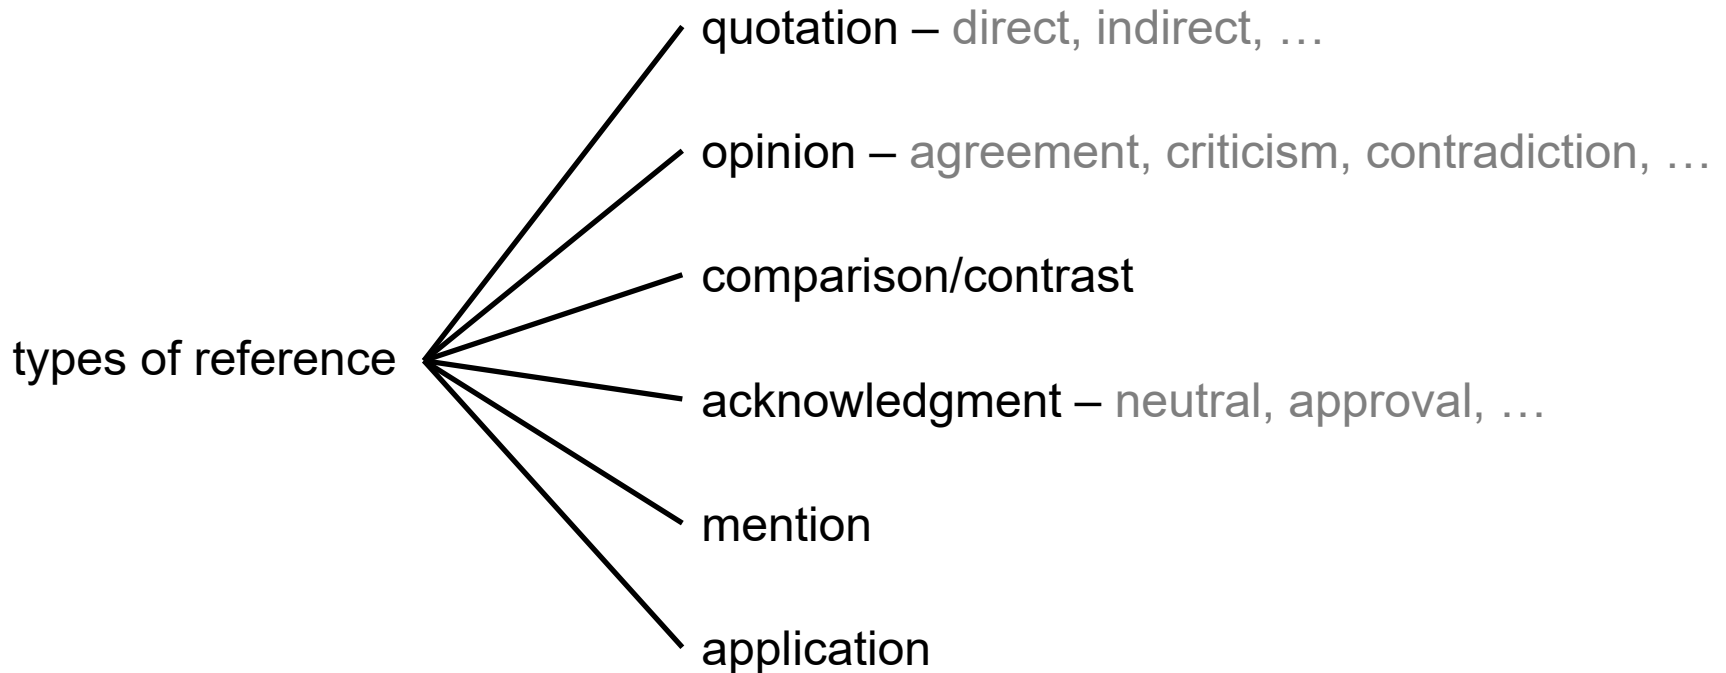 quotation – direct, indirect, …
opinion – agreement, criticism, contradiction, …
comparison/contrast
types of reference
acknowledgment – neutral, approval, …
mention
application